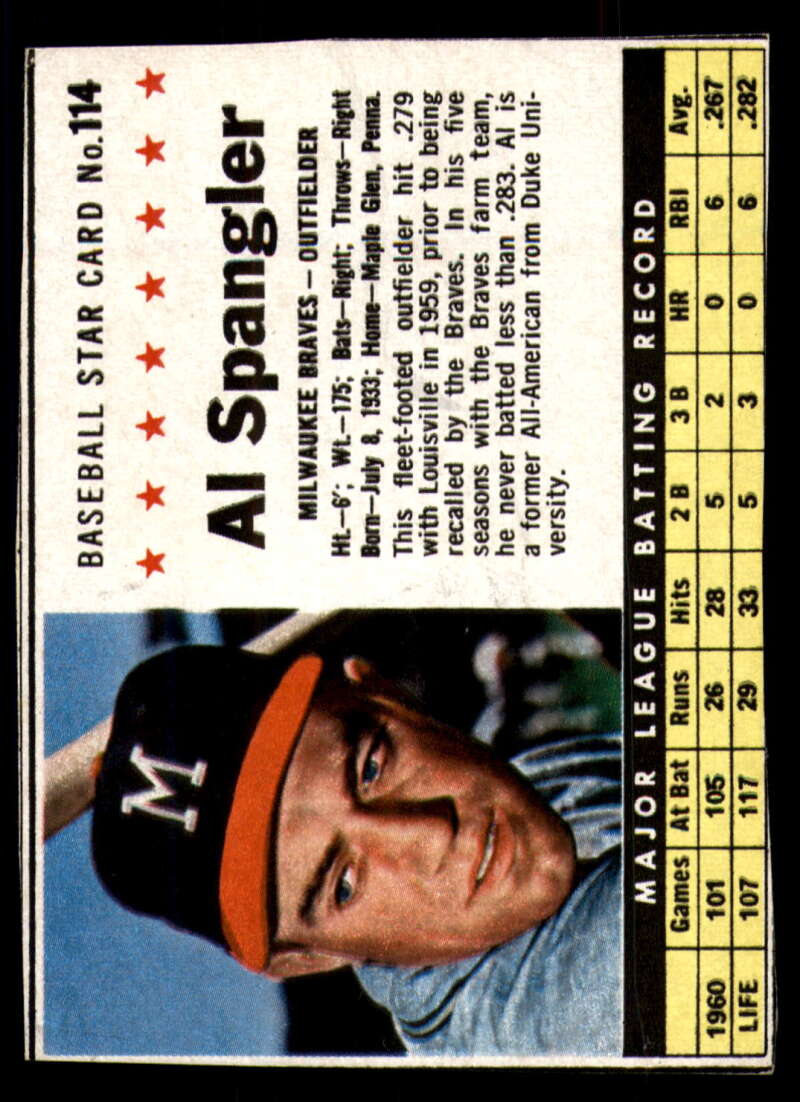 BASEBALL STAR CARD No. 114
Al Spangler
MILWAUKEE BRAVES — OUTFIELDER
Ht.—6'; Wt.—175; Bats—Right; Throws—Right
Born—July 8, 1933; Home—Maple Glen, Penna.
This fleet-footed outfielder hit .279
with Louisville in 1959, prior to being
recalled by the Braves. In his five
seasons with the Braves farm team,
he never batted less than .283. Al is
a former All-American from Duke Uni-
versity.
M
MAJOR LEAGUE BATTING RECORD
Games At Bat Runs Hits 2 B 3 B HR RBI Avg.
1960 101 105 26 28 5 2 0 6 .267
LIFE 107 117 29 33 5 3 0 6 .282